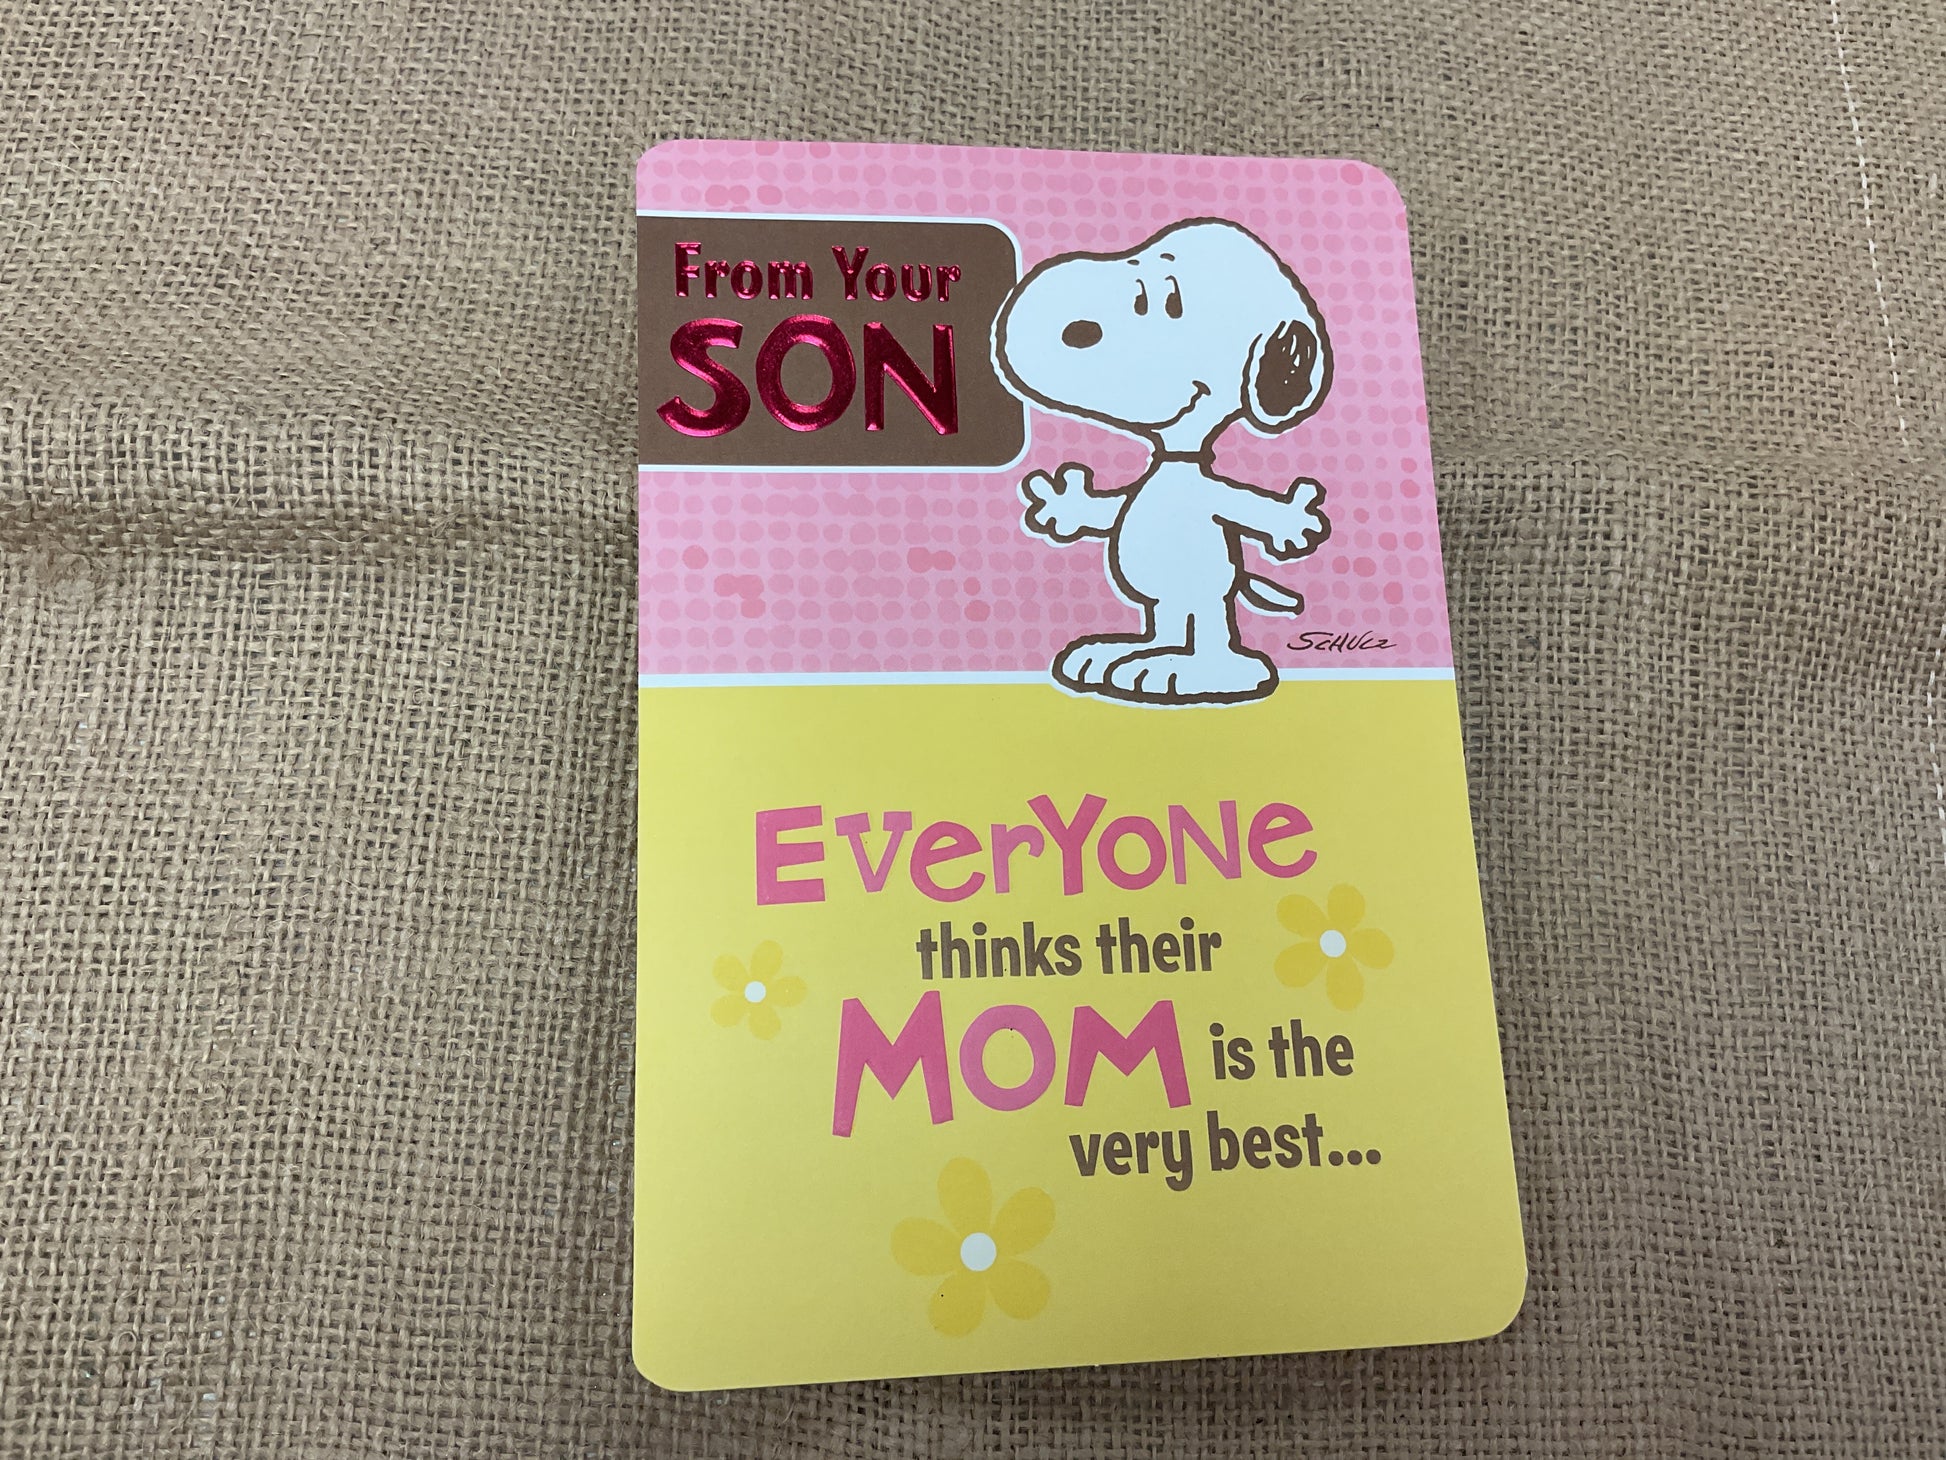 From Your
SON
SCHULZ
EVerYoNe
thinks their
MOM is the
very best...